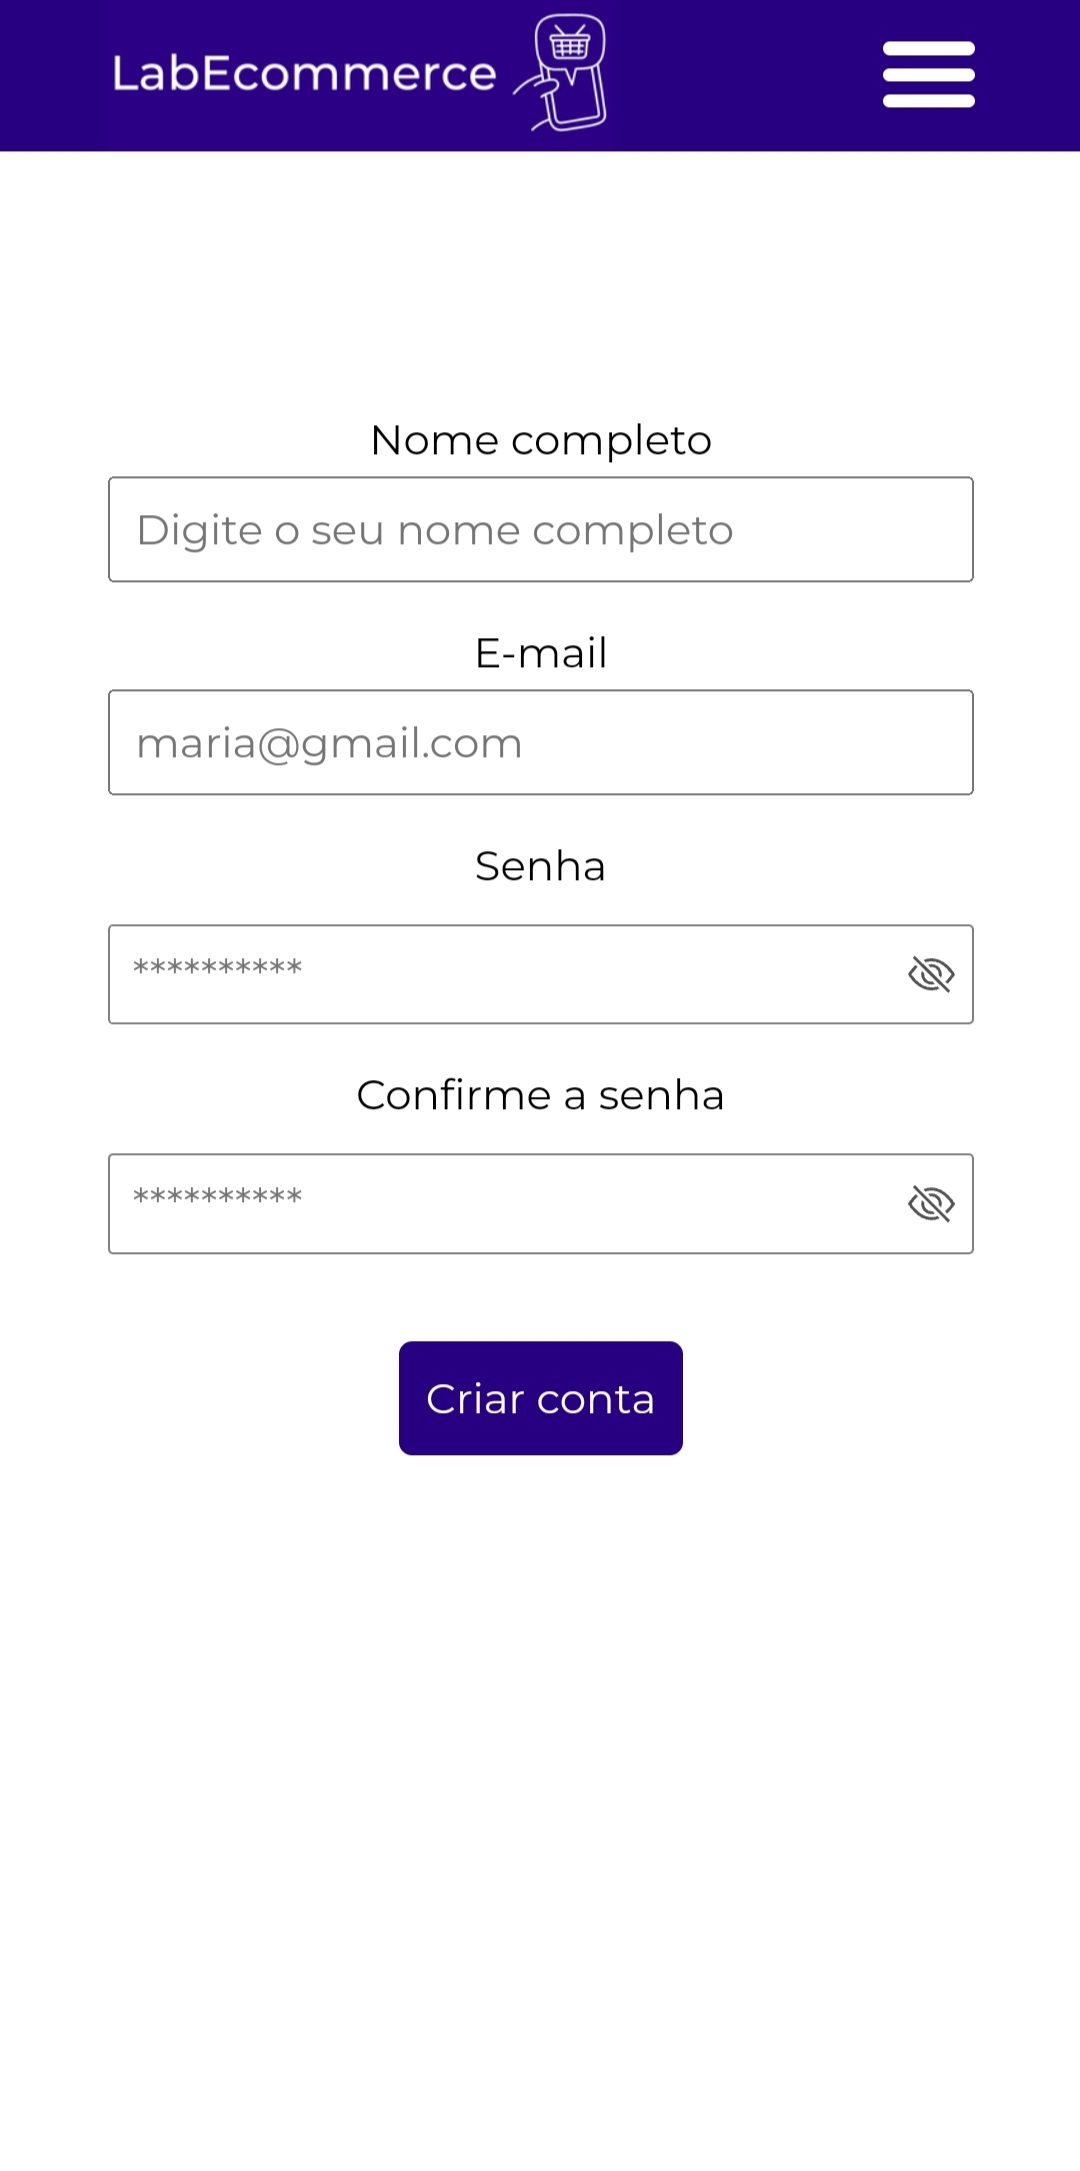 LabEcommerce
Nome completo
Digite o seu nome completo
E-mail
maria@gmail.com
Senha
**********
Confirme a senha
**********
Criar conta